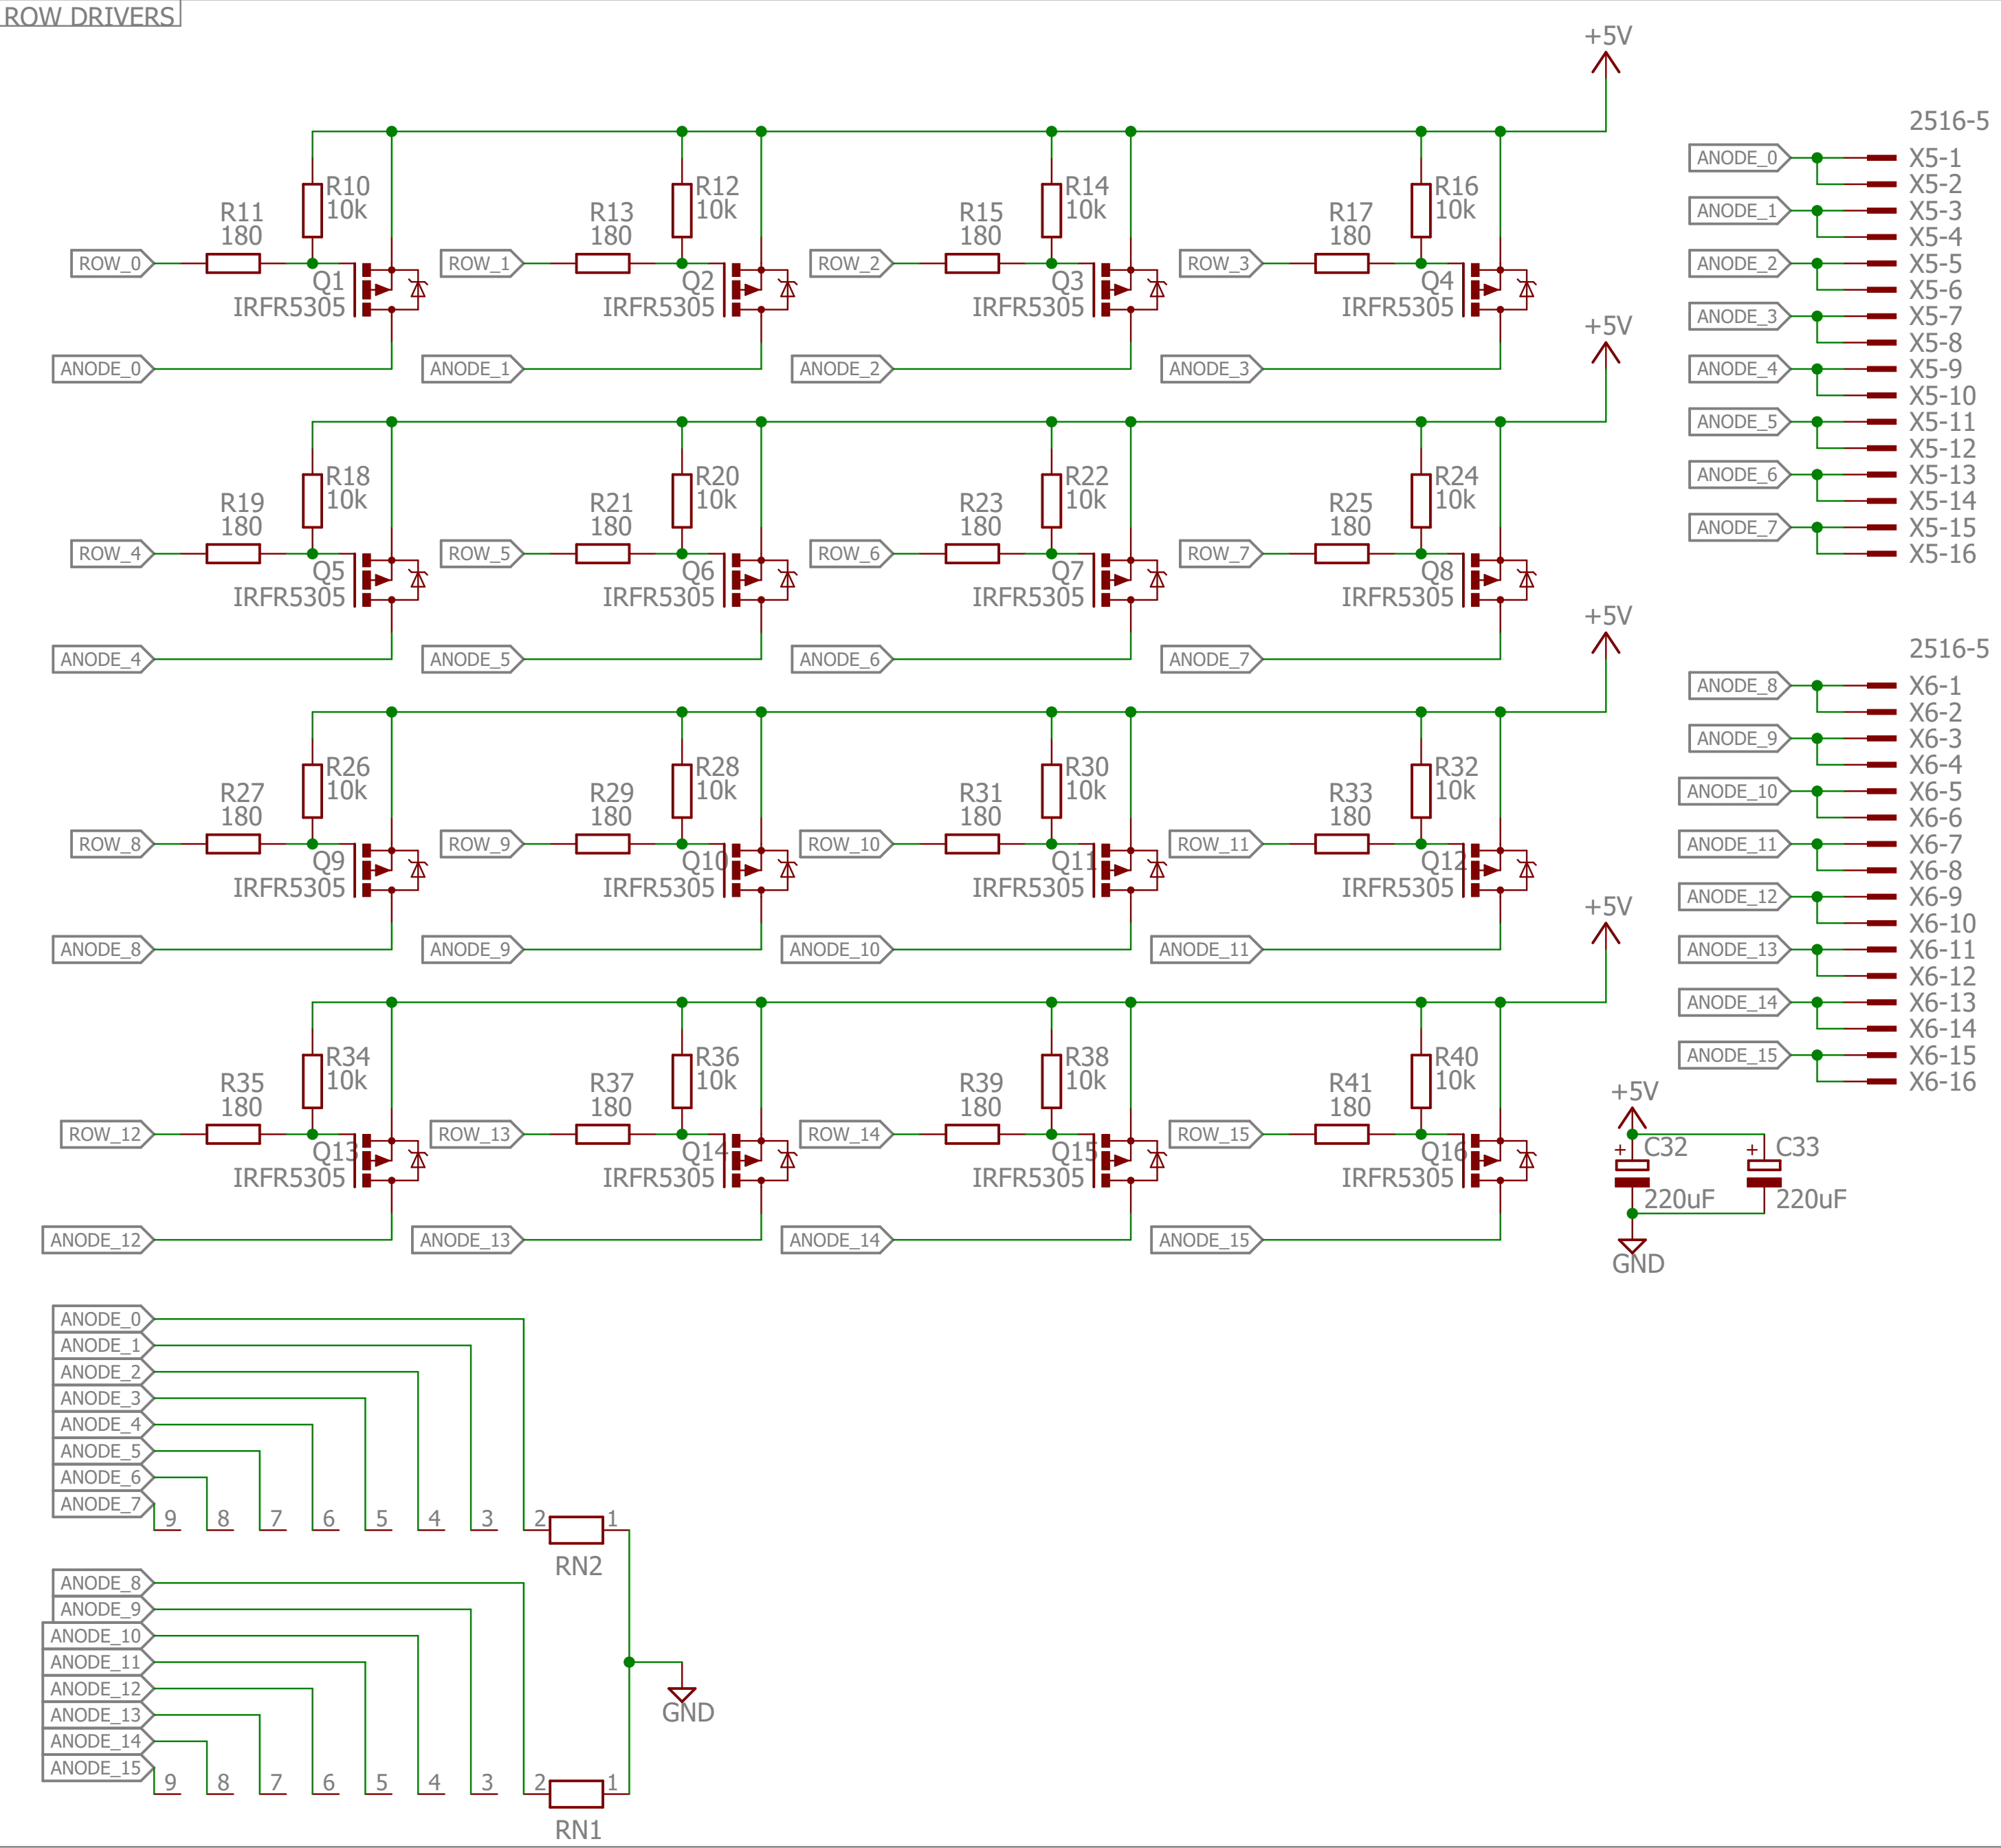 ROW DRIVERS
+5V
R10
10k
R11
180
ROW_0
Q1
IRFR5305
ANODE_0
R12
10k
R13
180
ROW_1
Q2
IRFR5305
ANODE_1
R14
10k
R15
180
ROW_2
Q3
IRFR5305
ANODE_2
R16
10k
R17
180
ROW_3
Q4
IRFR5305
ANODE_3
+5V
R18
10k
R19
180
ROW_4
Q5
IRFR5305
ANODE_4
R20
10k
R21
180
ROW_5
Q6
IRFR5305
ANODE_5
R22
10k
R23
180
ROW_6
Q7
IRFR5305
ANODE_6
R24
10k
R25
180
ROW_7
Q8
IRFR5305
ANODE_7
+5V
R26
10k
R27
180
ROW_8
Q9
IRFR5305
ANODE_8
R28
10k
R29
180
ROW_9
Q10
IRFR5305
ANODE_9
R30
10k
R31
180
ROW_10
Q11
IRFR5305
ANODE_10
R32
10k
R33
180
ROW_11
Q12
IRFR5305
ANODE_11
+5V
R34
10k
R35
180
ROW_12
Q13
IRFR5305
ANODE_12
R36
10k
R37
180
ROW_13
Q14
IRFR5305
ANODE_13
R38
10k
R39
180
ROW_14
Q15
IRFR5305
ANODE_14
R40
10k
R41
180
ROW_15
Q16
IRFR5305
ANODE_15
2516-5
ANODE_0 X5-1
X5-2
ANODE_1 X5-3
X5-4
ANODE_2 X5-5
X5-6
ANODE_3 X5-7
X5-8
ANODE_4 X5-9
X5-10
ANODE_5 X5-11
X5-12
ANODE_6 X5-13
X5-14
ANODE_7 X5-15
X5-16
2516-5
ANODE_8 X6-1
X6-2
ANODE_9 X6-3
X6-4
ANODE_10 X6-5
X6-6
ANODE_11 X6-7
X6-8
ANODE_12 X6-9
X6-10
ANODE_13 X6-11
X6-12
ANODE_14 X6-13
X6-14
ANODE_15 X6-15
X6-16
+5V
+ C32
220uF
+ C33
220uF
GND
ANODE_0
ANODE_1
ANODE_2
ANODE_3
ANODE_4
ANODE_5
ANODE_6
ANODE_7
9 8 7 6 5 4 3 2 1
RN2
ANODE_8
ANODE_9
ANODE_10
ANODE_11
ANODE_12
ANODE_13
ANODE_14
ANODE_15
GND
9 8 7 6 5 4 3 2 1
RN1